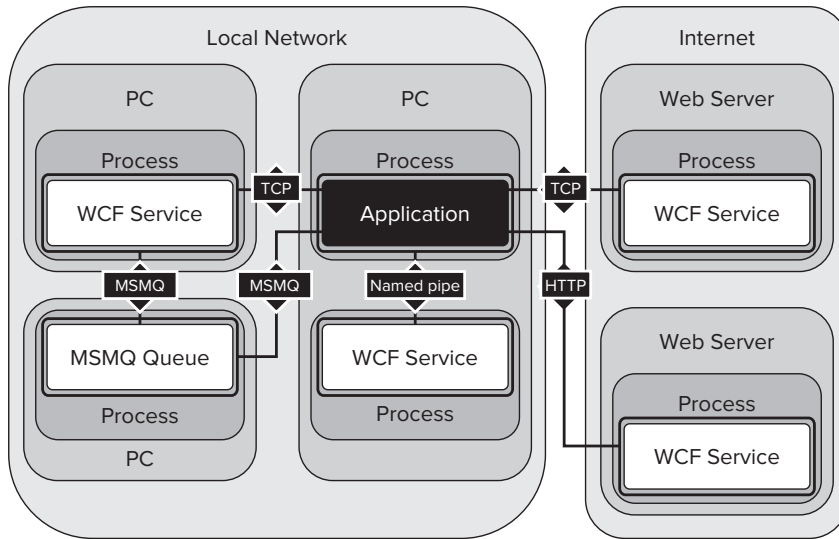 Local Network
Internet
PC
PC
Web Server
Process
Process
Process
TCP
TCP
WCF Service
Application
WCF Service
MSMQ
MSMQ
Named pipe
HTTP
MSMQ Queue
WCF Service
Web Server
Process
Process
Process
PC
WCF Service